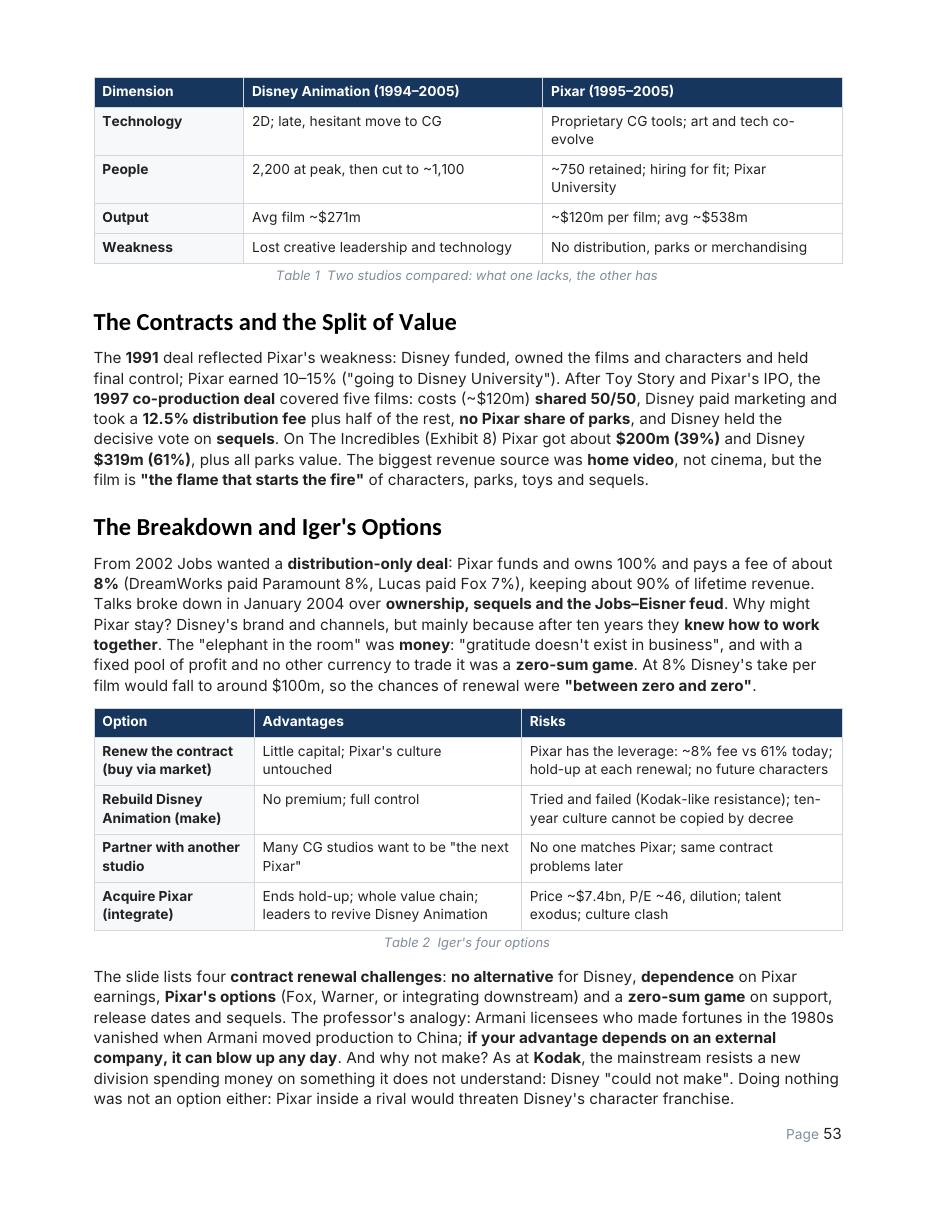 Dimension Disney Animation (1994–2005) Pixar (1995–2005)
Technology 2D; late, hesitant move to CG Proprietary CG tools; art and tech co-
evolve
People 2,200 at peak, then cut to ~1,100 ~750 retained; hiring for fit; Pixar
University
Output Avg film ~$271m ~$120m per film; avg ~$538m
Weakness Lost creative leadership and technology No distribution, parks or merchandising
Table 1 Two studios compared: what one lacks, the other has
The Contracts and the Split of Value
The 1991 deal reflected Pixar's weakness: Disney funded, owned the films and characters and held
final control; Pixar earned 10–15% ("going to Disney University"). After Toy Story and Pixar's IPO, the
1997 co-production deal covered five films: costs (~$120m) shared 50/50, Disney paid marketing and
took a 12.5% distribution fee plus half of the rest, no Pixar share of parks, and Disney held the
decisive vote on sequels. On The Incredibles (Exhibit 8) Pixar got about $200m (39%) and Disney
$319m (61%), plus all parks value. The biggest revenue source was home video, not cinema, but the
film is "the flame that starts the fire" of characters, parks, toys and sequels.
The Breakdown and Iger's Options
From 2002 Jobs wanted a distribution-only deal: Pixar funds and owns 100% and pays a fee of about
8% (DreamWorks paid Paramount 8%, Lucas paid Fox 7%), keeping about 90% of lifetime revenue.
Talks broke down in January 2004 over ownership, sequels and the Jobs–Eisner feud. Why might
Pixar stay? Disney's brand and channels, but mainly because after ten years they knew how to work
together. The "elephant in the room" was money: "gratitude doesn't exist in business", and with a
fixed pool of profit and no other currency to trade it was a zero-sum game. At 8% Disney's take per
film would fall to around $100m, so the chances of renewal were "between zero and zero".
Option Advantages Risks
Renew the contract Little capital; Pixar's culture Pixar has the leverage: ~8% fee vs 61% today;
(buy via market) untouched hold-up at each renewal; no future characters
Rebuild Disney No premium; full control Tried and failed (Kodak-like resistance); ten-
Animation (make) year culture cannot be copied by decree
Partner with another Many CG studios want to be "the next No one matches Pixar; same contract
studio Pixar" problems later
Acquire Pixar Ends hold-up; whole value chain; Price ~$7.4bn, P/E ~46, dilution; talent
(integrate) leaders to revive Disney Animation exodus; culture clash
Table 2 Iger's four options
The slide lists four contract renewal challenges: no alternative for Disney, dependence on Pixar
earnings, Pixar's options (Fox, Warner, or integrating downstream) and a zero-sum game on support,
release dates and sequels. The professor's analogy: Armani licensees who made fortunes in the 1980s
vanished when Armani moved production to China; if your advantage depends on an external
company, it can blow up any day. And why not make? As at Kodak, the mainstream resists a new
division spending money on something it does not understand: Disney "could not make". Doing nothing
was not an option either: Pixar inside a rival would threaten Disney's character franchise.
Page 53